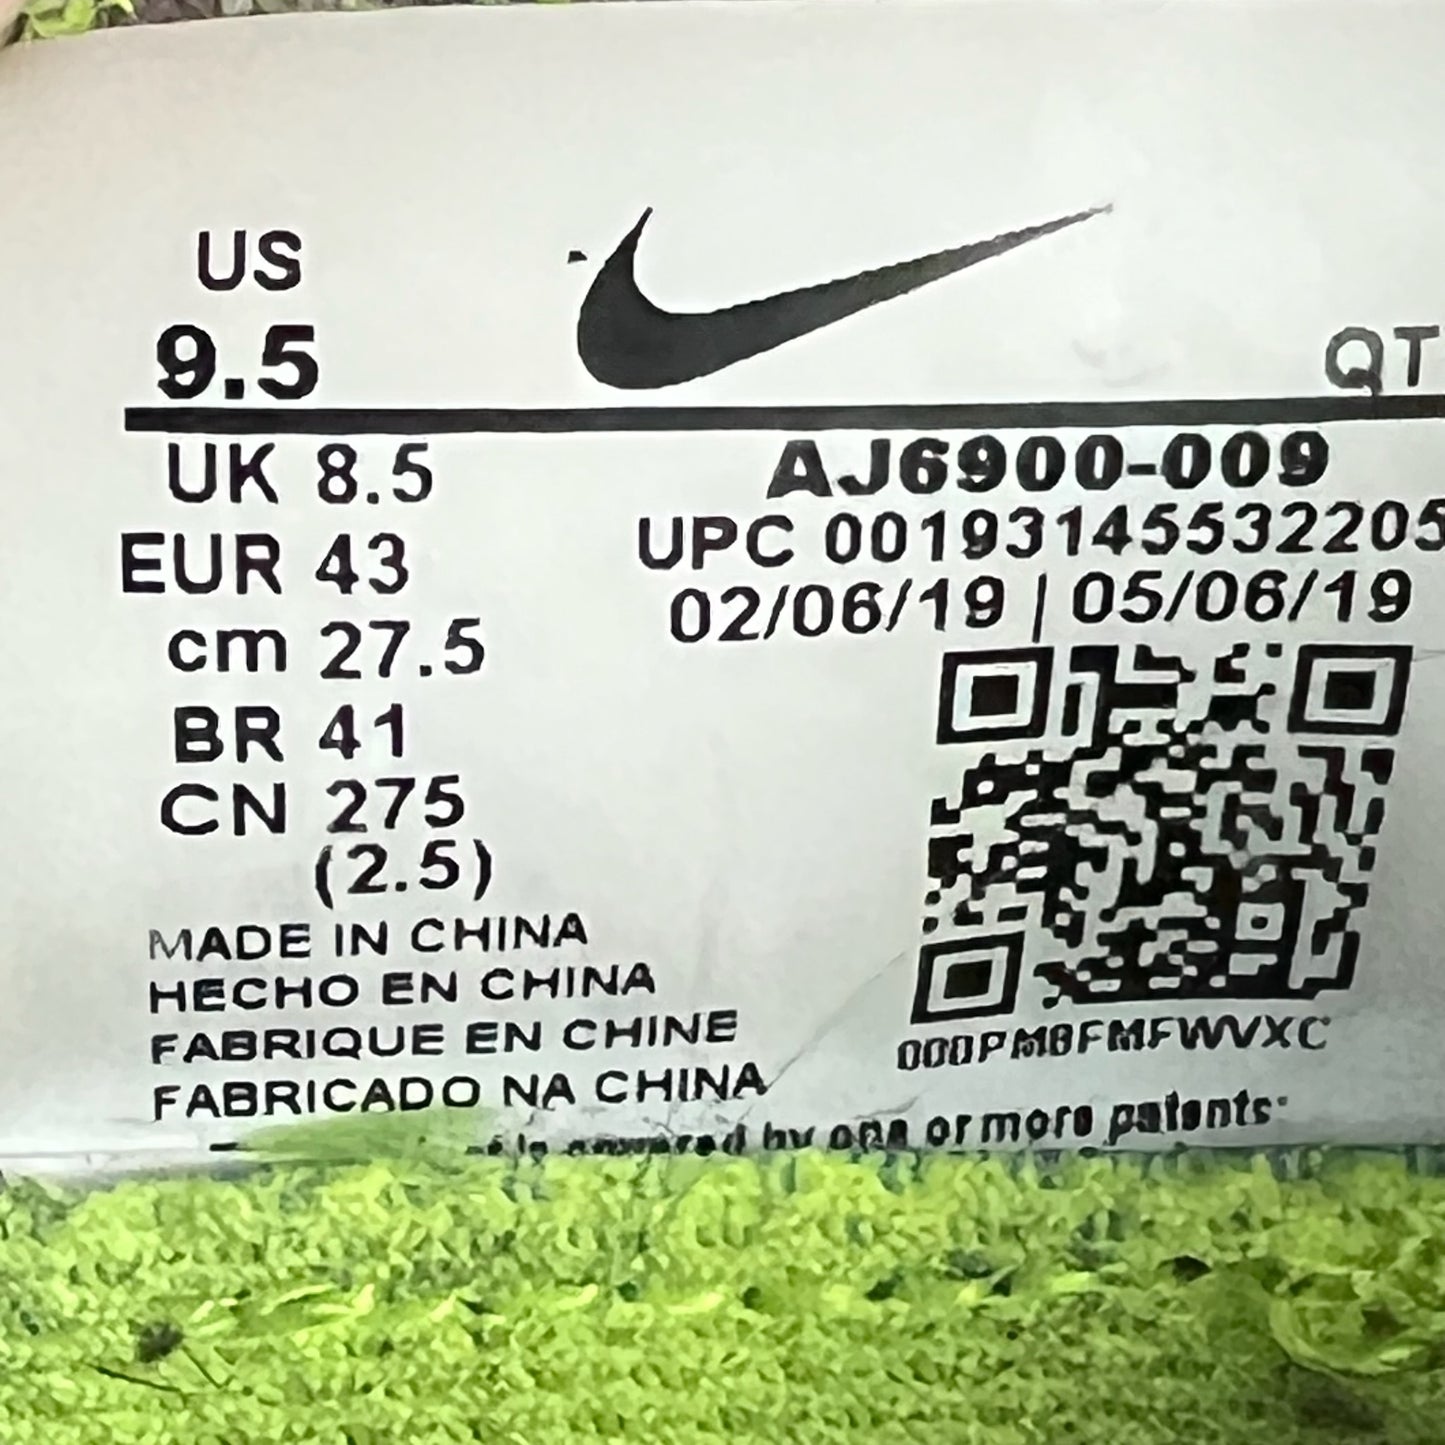 US
9.5
QT
UK 8.5
EUR 43
cm 27.5
BR 41
CN 275
(2.5)
AJ6900-009
UPC 00193145532205
02/06/19 | 05/06/19
000PM8FMFWVXC
MADE IN CHINA
HECHO EN CHINA
FABRIQUE EN CHINE
FABRICADO NA CHINA
covered by one or more patents